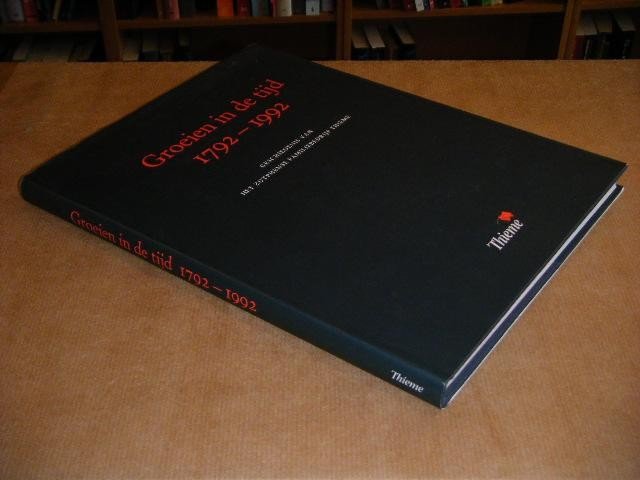 Groeien in de tijd
1792 – 1992
GESCHIEDENIS VAN
HET ZUTPHENSE FAMILIEBEDRIJF THIEME
Thieme
Groeien in de tijd 1792 – 1992
Thieme